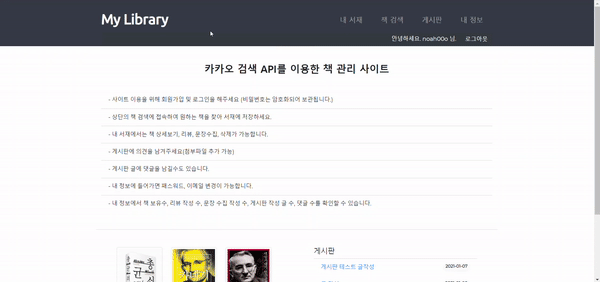 My Library
내 서재 책 검색 게시판 내 정보
안녕하세요. noah00o 님. 로그아웃
카카오 검색 API를 이용한 책 관리 사이트
- 사이트 이용을 위해 회원가입 및 로그인을 해주세요 (비밀번호는 암호화되어 보관됩니다.)
- 상단의 책 검색에 접속하여 원하는 책을 찾아 서재에 저장하세요.
- 내 서재에서는 책 상세보기, 리뷰, 문장수집, 삭제가 가능합니다.
- 게시판에 의견을 남겨주세요(첨부파일 추가 가능)
- 게시판 글에 댓글을 남길수도 있습니다.
- 내 정보에 들어가면 패스워드, 이메일 변경이 가능합니다.
- 내 정보에서 책 보유수, 리뷰 작성 수, 문장 수집 작성 수, 게시판 작성 글 수, 댓글 수를 확인할 수 있습니다.
게시판
게시판 테스트 글작성 2021-01-07